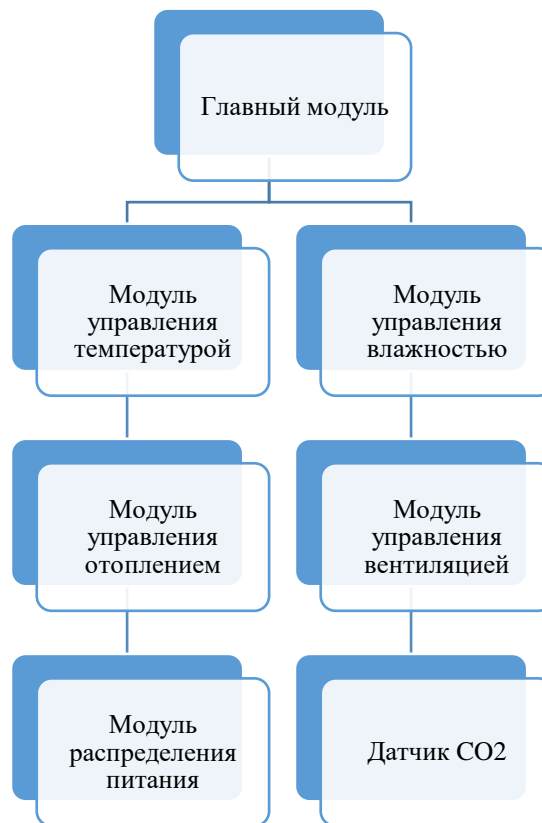 Главный модуль
Модуль
управления
температурой
Модуль
управления
влажностью
Модуль
управления
отоплением
Модуль
управления
вентиляцией
Модуль
распределения
питания
Датчик CO2